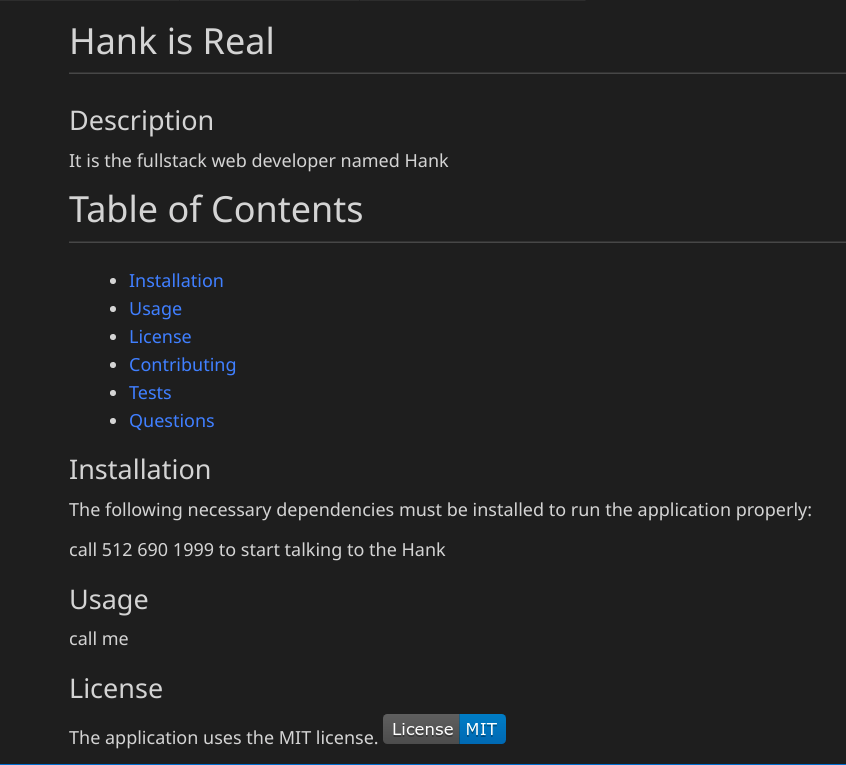 Hank is Real
Description
It is the fullstack web developer named Hank
Table of Contents
Installation
Usage
License
Contributing
Tests
Questions
Installation
The following necessary dependencies must be installed to run the application properly:
call 512 690 1999 to start talking to the Hank
Usage
call me
License
The application uses the MIT license. License MIT